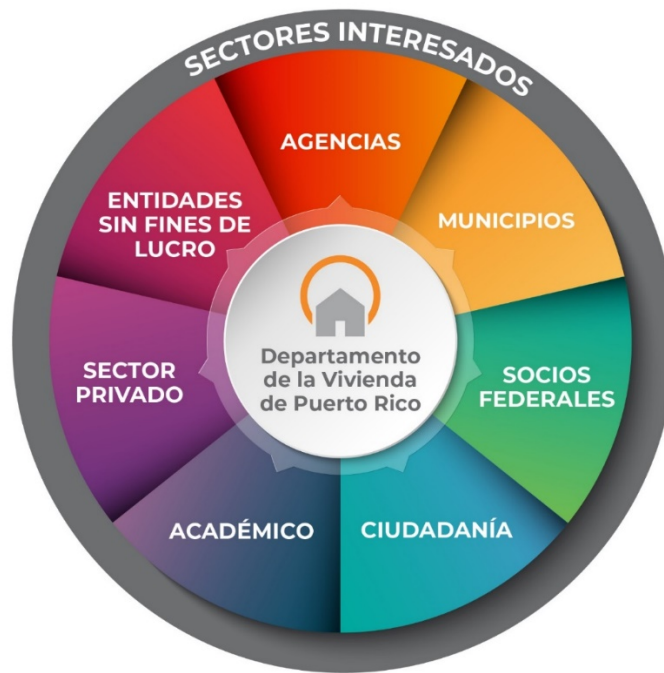 SECTORES INTERESADOS
AGENCIAS
MUNICIPIOS
SOCIOS
FEDERALES
CIUDADANÍA
ACADÉMICO
SECTOR
PRIVADO
ENTIDADES
SIN FINES DE
LUCRO
Departamento
de la Vivienda
de Puerto Rico